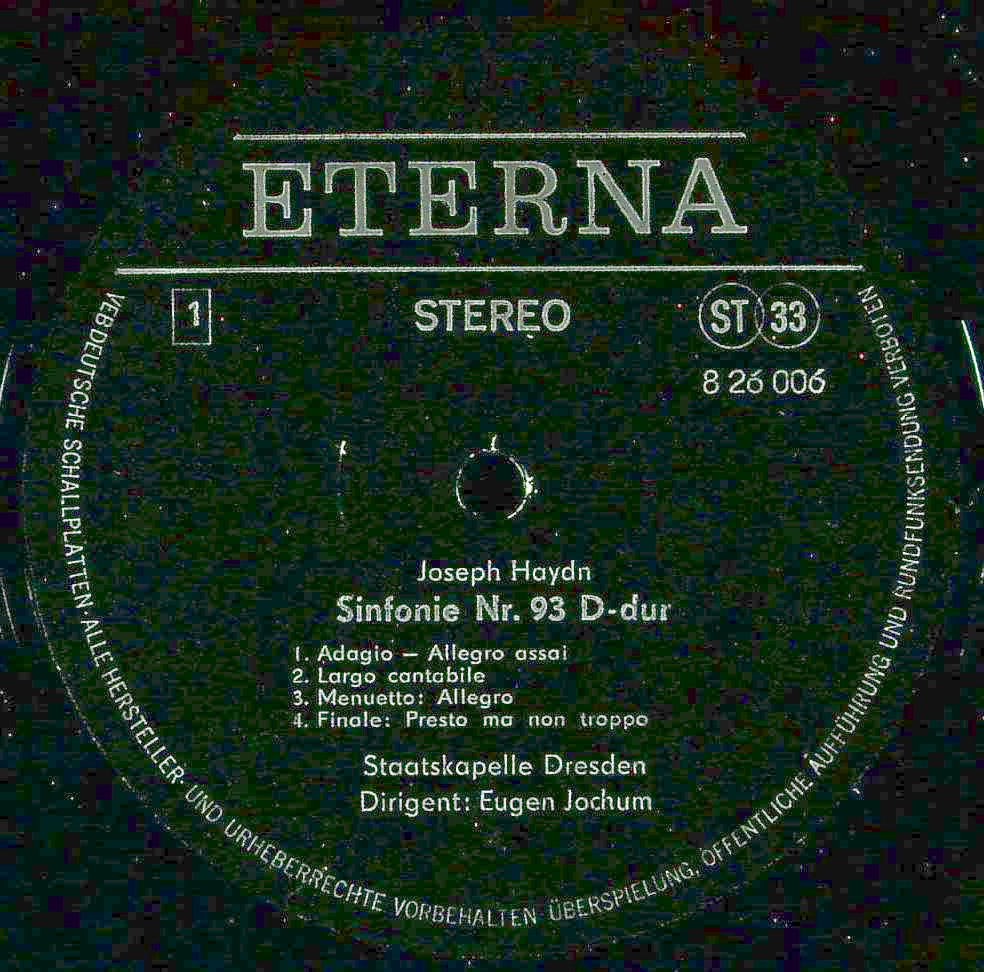 ETERNA
1
STEREO
ST 33
8 26 006
Joseph Haydn
Sinfonie Nr. 93 D-dur
1. Adagio — Allegro assai
2. Largo cantabile
3. Menuetto: Allegro
4. Finale: Presto ma non troppo
Staatskapelle Dresden
Dirigent: Eugen Jochum
VEB DEUTSCHE SCHALLPLATTEN · ALLE HERSTELLER- UND URHEBERRECHTE VORBEHALTEN · ÜBERSPIELUNG, ÖFFENTLICHE AUFFÜHRUNG UND RUNDFUNKSENDUNG VERBOTEN